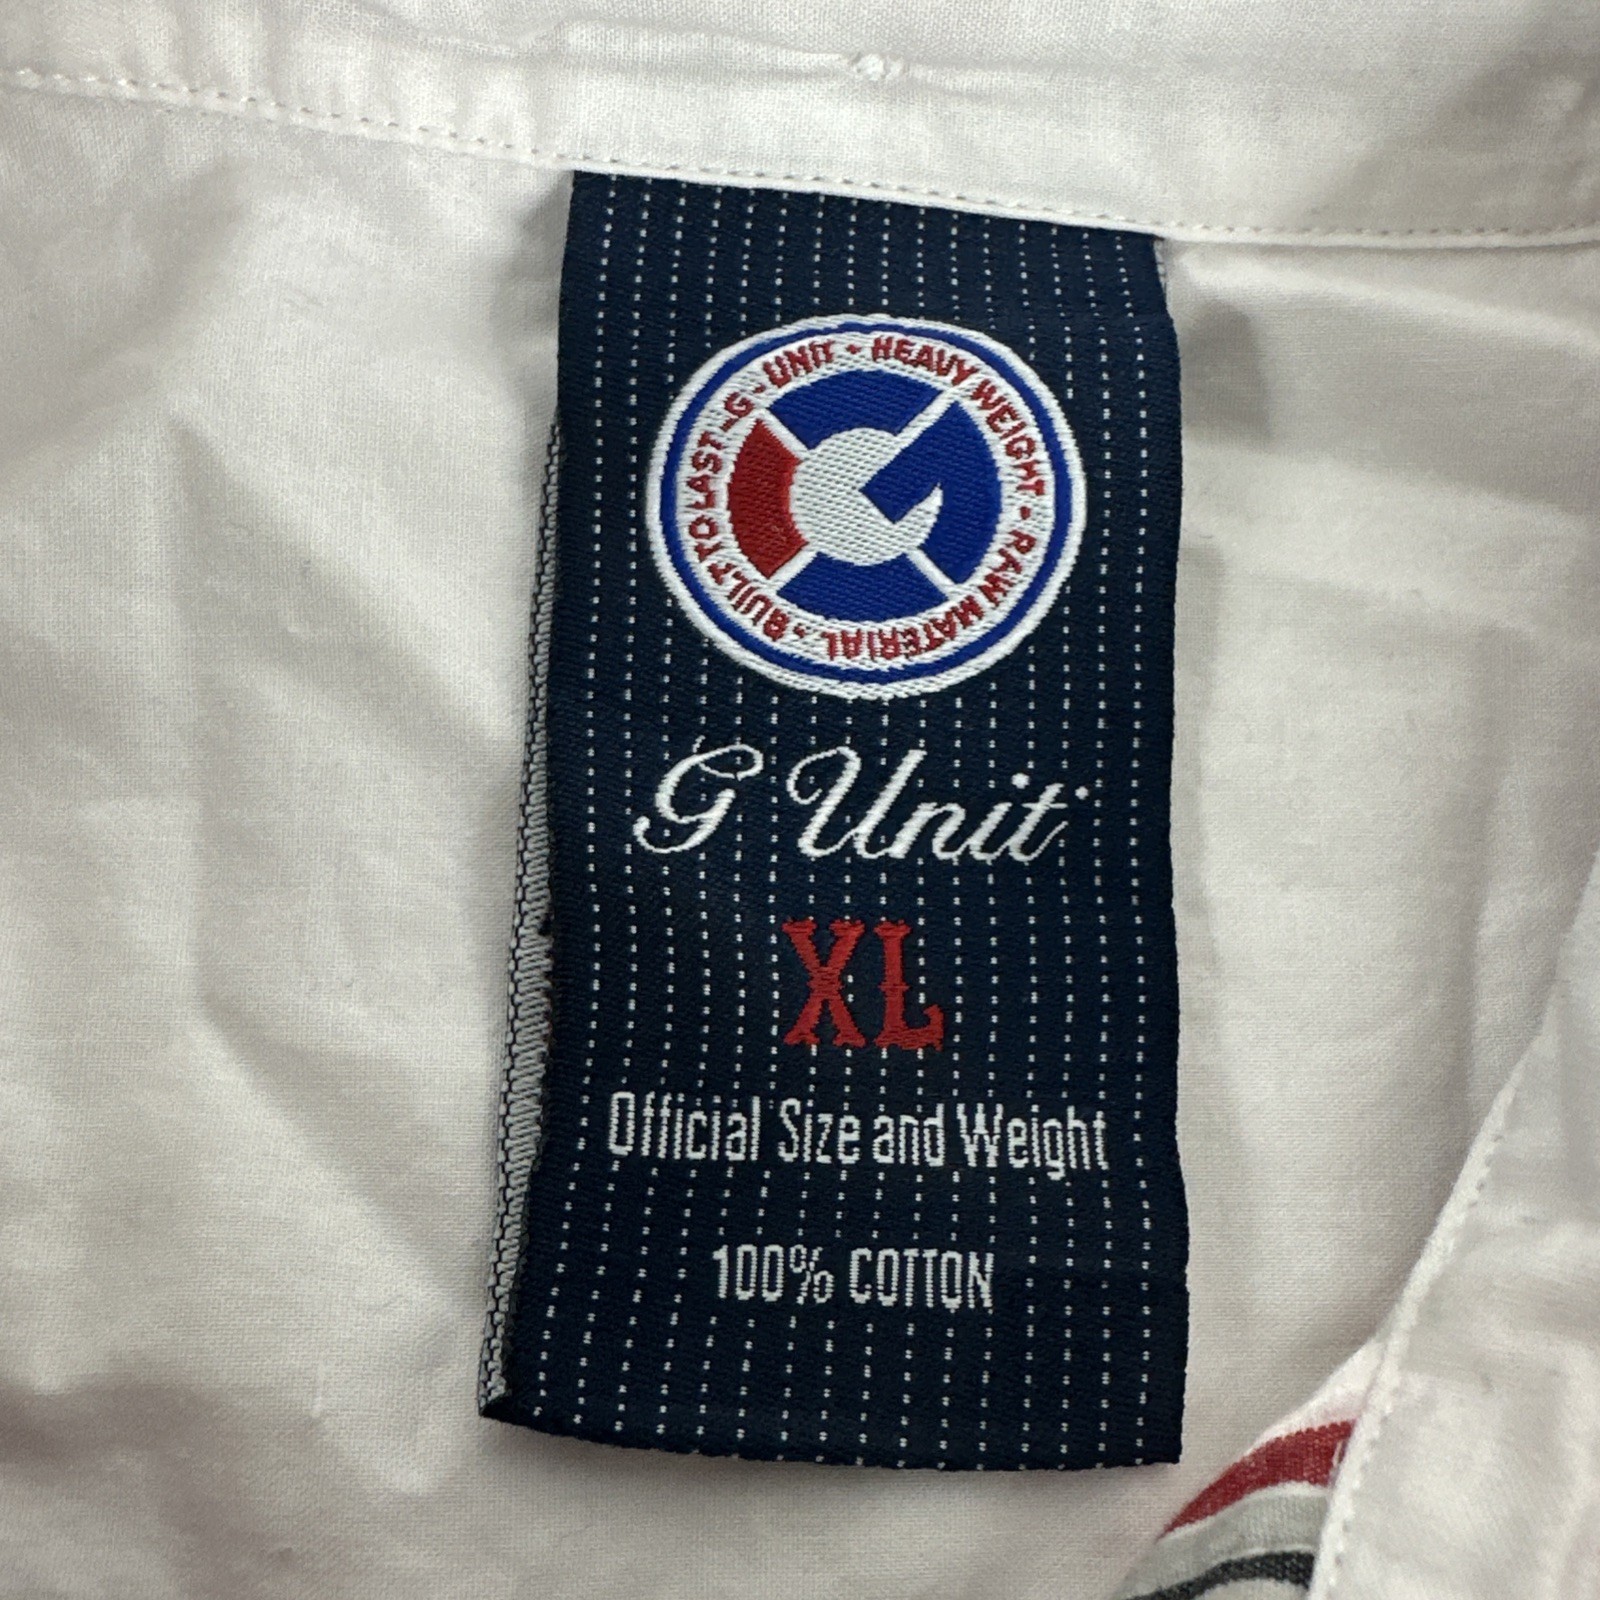 G-UNIT - HEAVY WEIGHT - RAW MATERIAL - BUILT TO LAST -
G
G Unit
XL
Official Size and Weight
100% COTTON